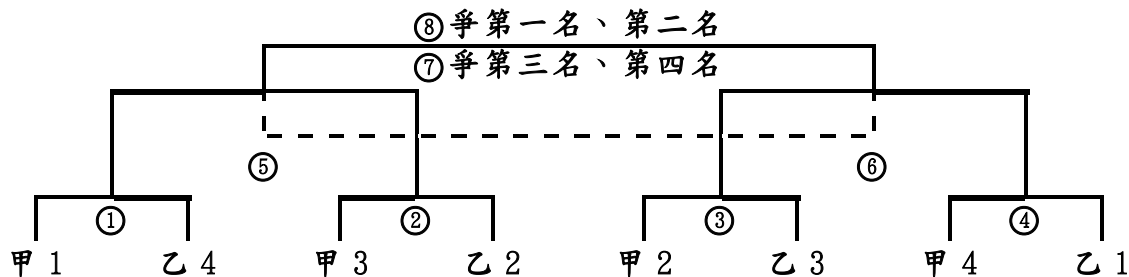 ⑧爭第一名、第二名
⑦爭第三名、第四名
⑤ ⑥
① ② ③ ④
甲1 乙4 甲3 乙2 甲2 乙3 甲4 乙1